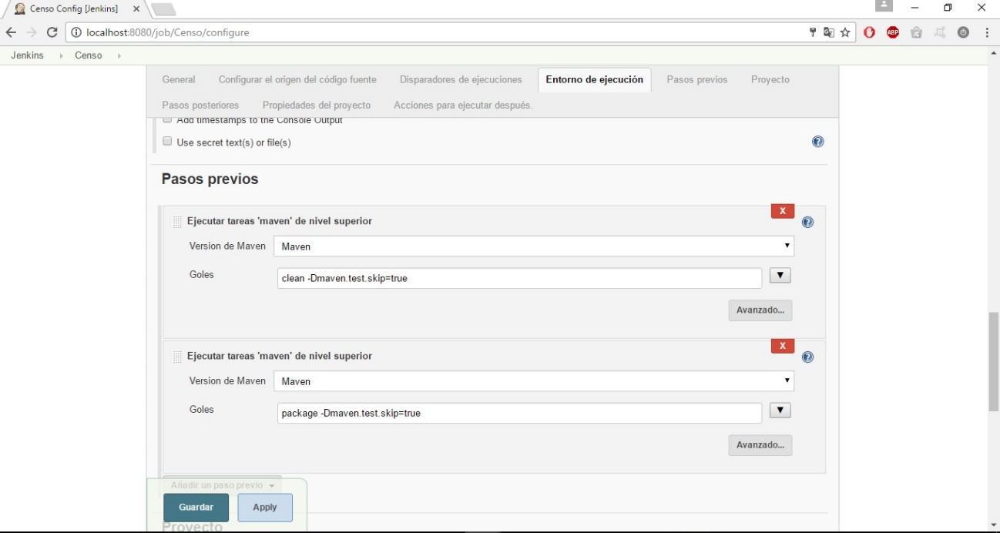 Censo Config [Jenkins]
localhost:8080/job/Censo/configure
ABP
Jenkins Censo
General Configurar el origen del código fuente Disparadores de ejecuciones Entorno de ejecución Pasos previos Proyecto
Pasos posteriores Propiedades del proyecto Acciones para ejecutar después.
Add timestamps to the Console Output
Use secret text(s) or file(s)
Pasos previos
X
Ejecutar tareas 'maven' de nivel superior
Version de Maven Maven
Goles clean -Dmaven.test.skip=true
Avanzado...
X
Ejecutar tareas 'maven' de nivel superior
Version de Maven Maven
Goles package -Dmaven.test.skip=true
Avanzado...
Añadir un paso previo
Guardar Apply
Proyecto